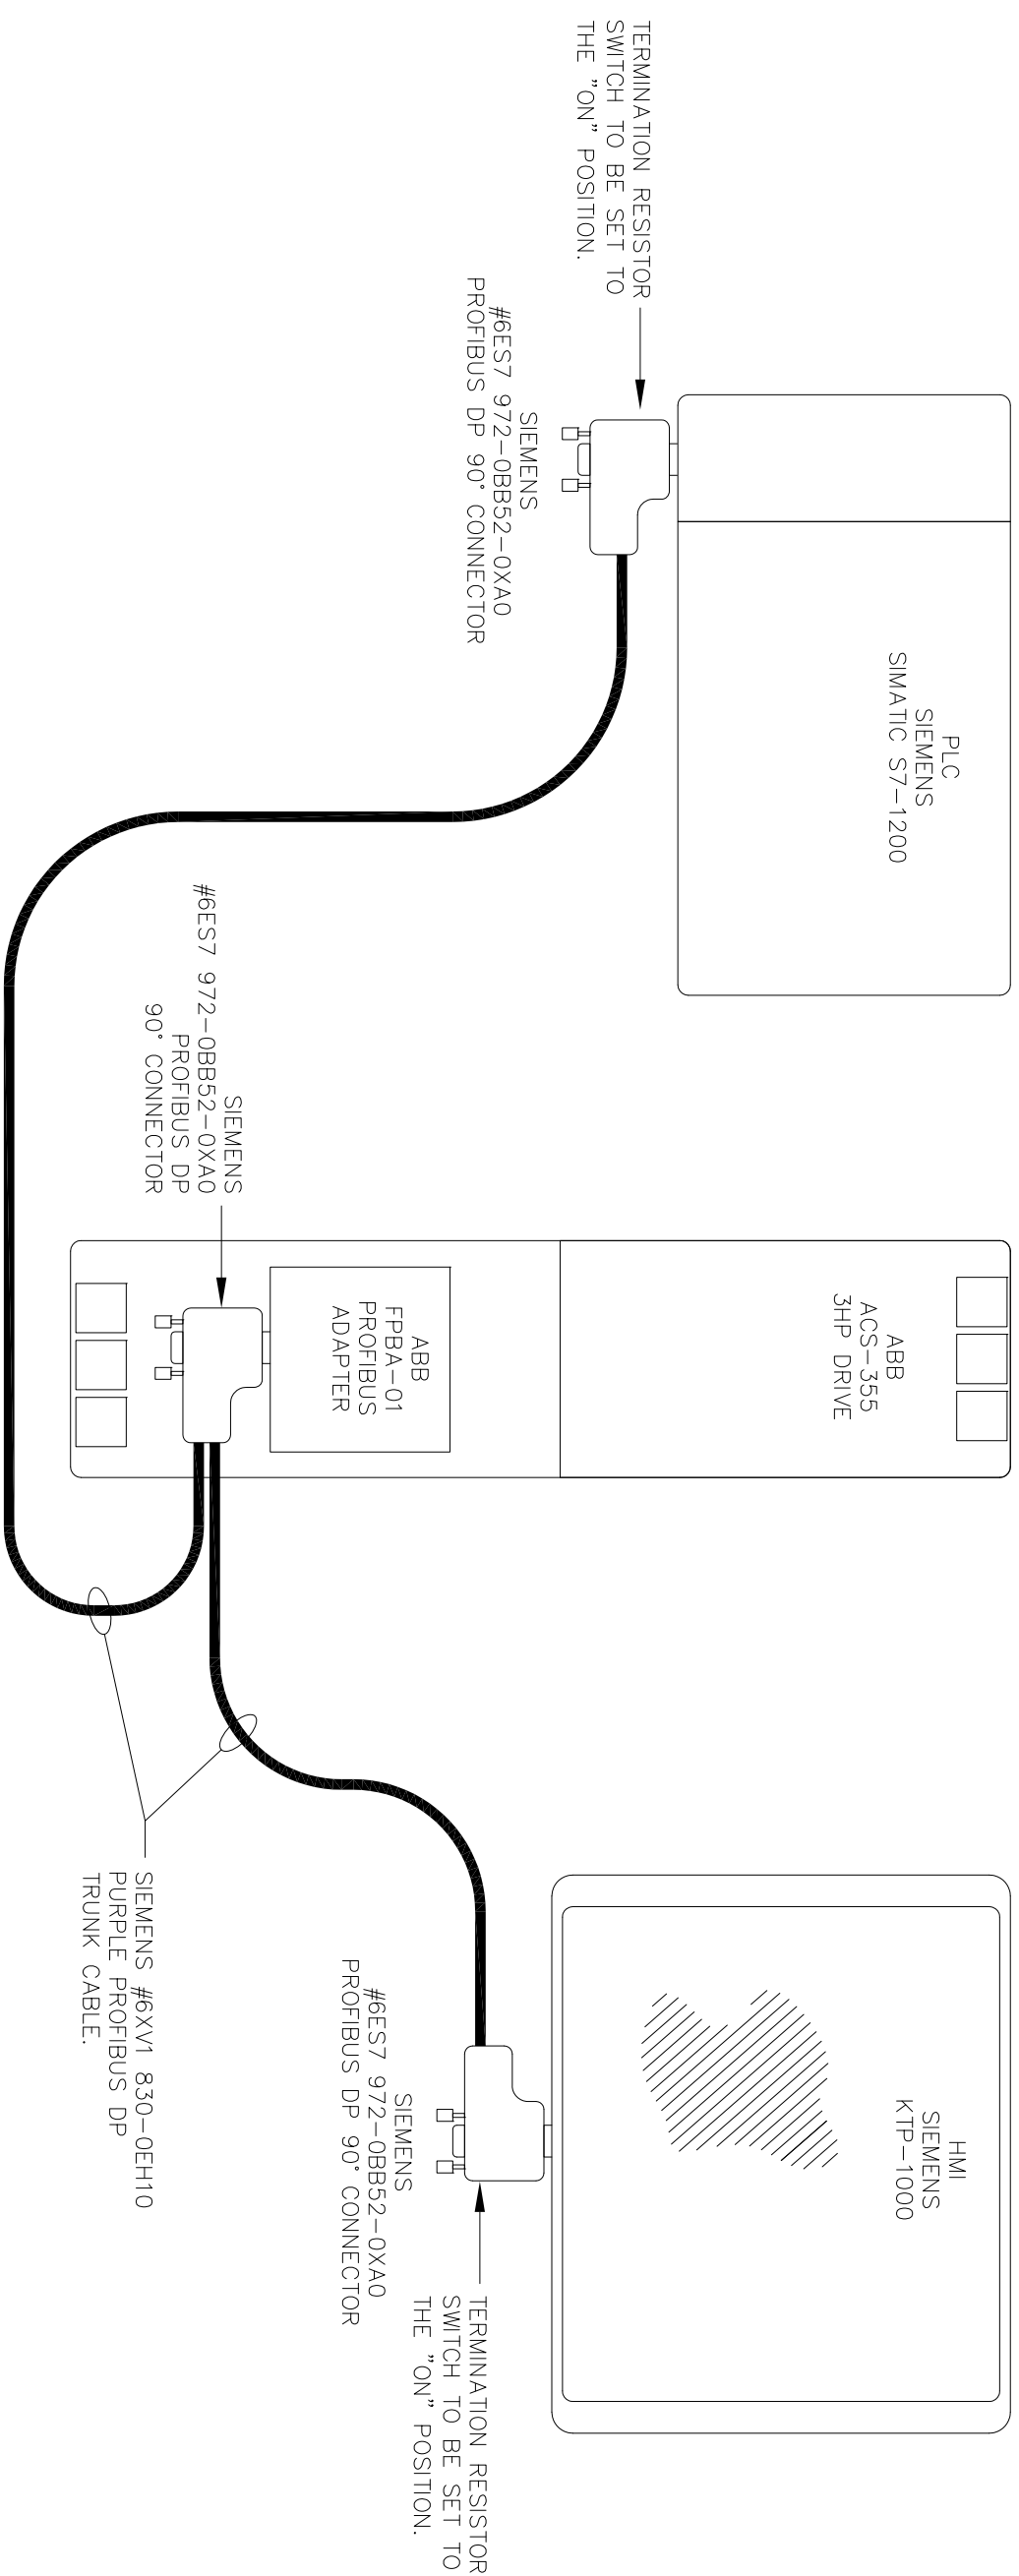 TERMINATION RESISTOR
SWITCH TO BE SET TO
THE "ON" POSITION.
SIEMENS
#6ES7 972-0BB52-0XA0
PROFIBUS DP 90° CONNECTOR
PLC
SIEMENS
SIMATIC S7-1200
SIEMENS
#6ES7 972-0BB52-0XA0
PROFIBUS DP
90° CONNECTOR
ABB
ACS-355
3HP DRIVE
ABB
FPBA-01
PROFIBUS
ADAPTER
SIEMENS #6XV1 830-0EH10
PURPLE PROFIBUS DP
TRUNK CABLE.
HMI
SIEMENS
KTP-1000
SIEMENS
#6ES7 972-0BB52-0XA0
PROFIBUS DP 90° CONNECTOR
TERMINATION RESISTOR
SWITCH TO BE SET TO
THE "ON" POSITION.